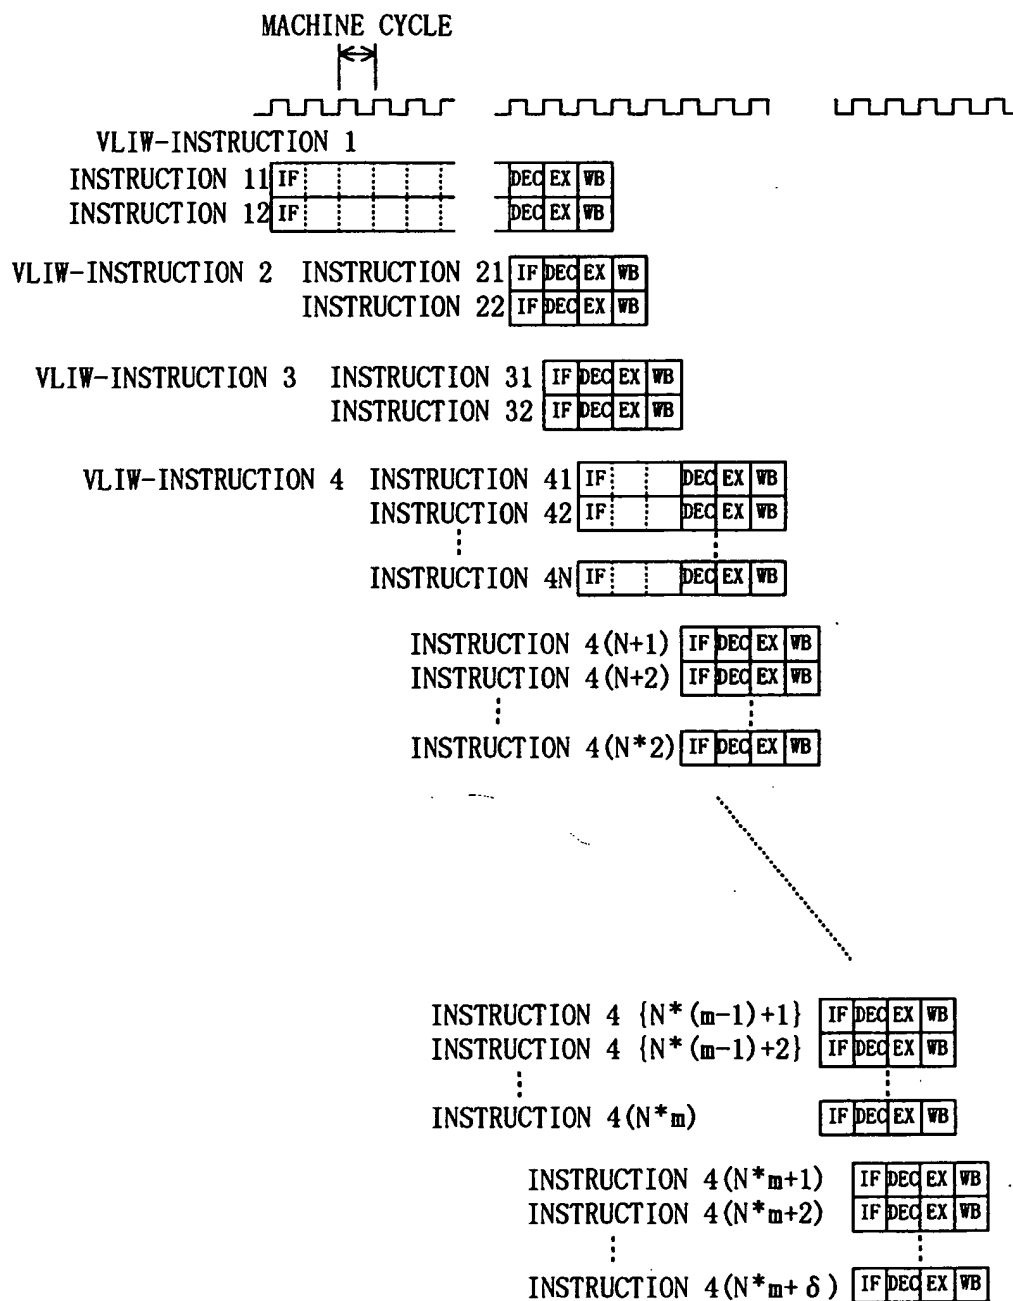 MACHINE CYCLE
VLIW-INSTRUCTION 1
INSTRUCTION 11 IF DEC EX WB
INSTRUCTION 12 IF DEC EX WB
VLIW-INSTRUCTION 2 INSTRUCTION 21 IF DEC EX WB
INSTRUCTION 22 IF DEC EX WB
VLIW-INSTRUCTION 3 INSTRUCTION 31 IF DEC EX WB
INSTRUCTION 32 IF DEC EX WB
VLIW-INSTRUCTION 4 INSTRUCTION 41 IF DEC EX WB
INSTRUCTION 42 IF DEC EX WB
INSTRUCTION 4N IF DEC EX WB
INSTRUCTION 4(N+1) IF DEC EX WB
INSTRUCTION 4(N+2) IF DEC EX WB
INSTRUCTION 4(N*2) IF DEC EX WB
INSTRUCTION 4 {N*(m-1)+1} IF DEC EX WB
INSTRUCTION 4 {N*(m-1)+2} IF DEC EX WB
INSTRUCTION 4(N*m) IF DEC EX WB
INSTRUCTION 4(N*m+1) IF DEC EX WB
INSTRUCTION 4(N*m+2) IF DEC EX WB
INSTRUCTION 4(N*m+δ) IF DEC EX WB